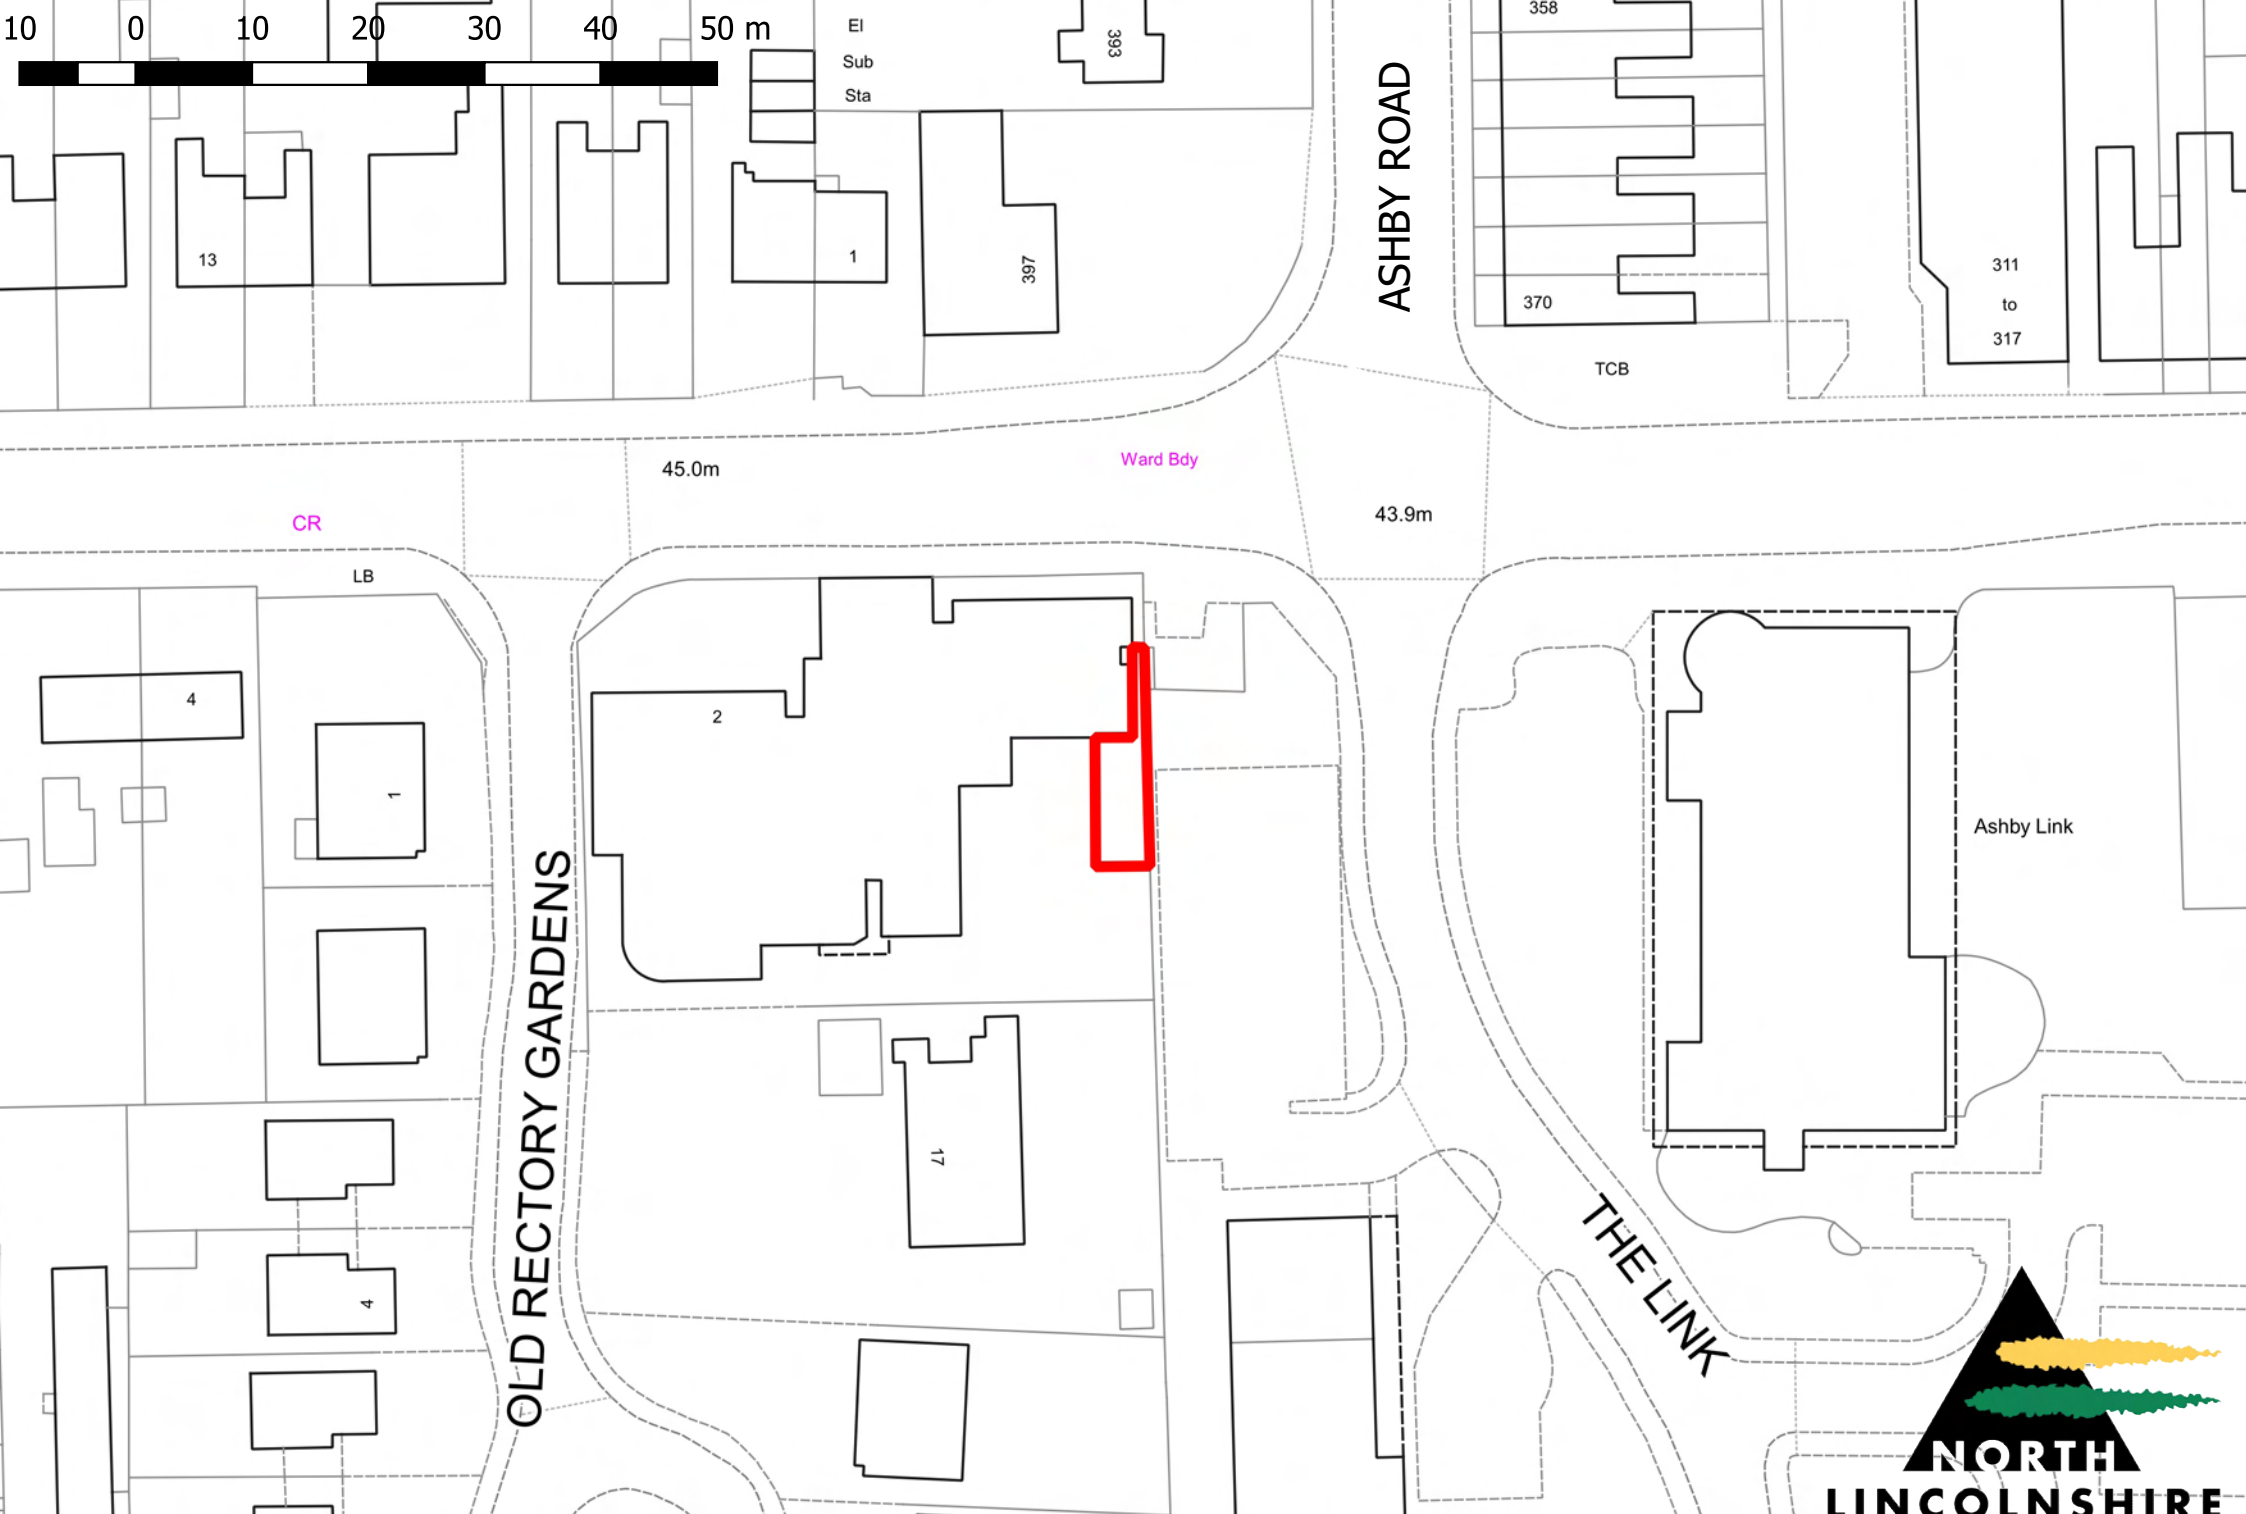 10 0 10 20 30 40 50 m
El
Sub
Sta
393
358
ASHBY ROAD
13
1
397
370
311
to
317
TCB
45.0m
Ward Bdy
CR
43.9m
LB
4
2
1
Ashby Link
OLD RECTORY GARDENS
17
THE LINK
4
NORTH
LINCOLNSHIRE